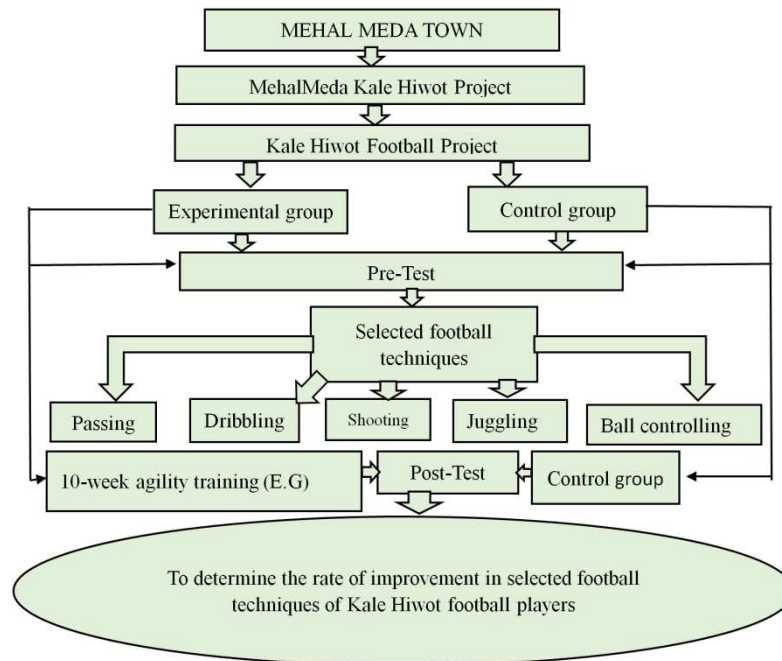 MEHAL MEDA TOWN
MehalMeda Kale Hiwot Project
Kale Hiwot Football Project
Experimental group
Control group
Pre-Test
Selected football
techniques
Passing
Dribbling
Shooting
Juggling
Ball controlling
10-week agility training (E.G)
Post-Test
Control group
To determine the rate of improvement in selected football
techniques of Kale Hiwot football players